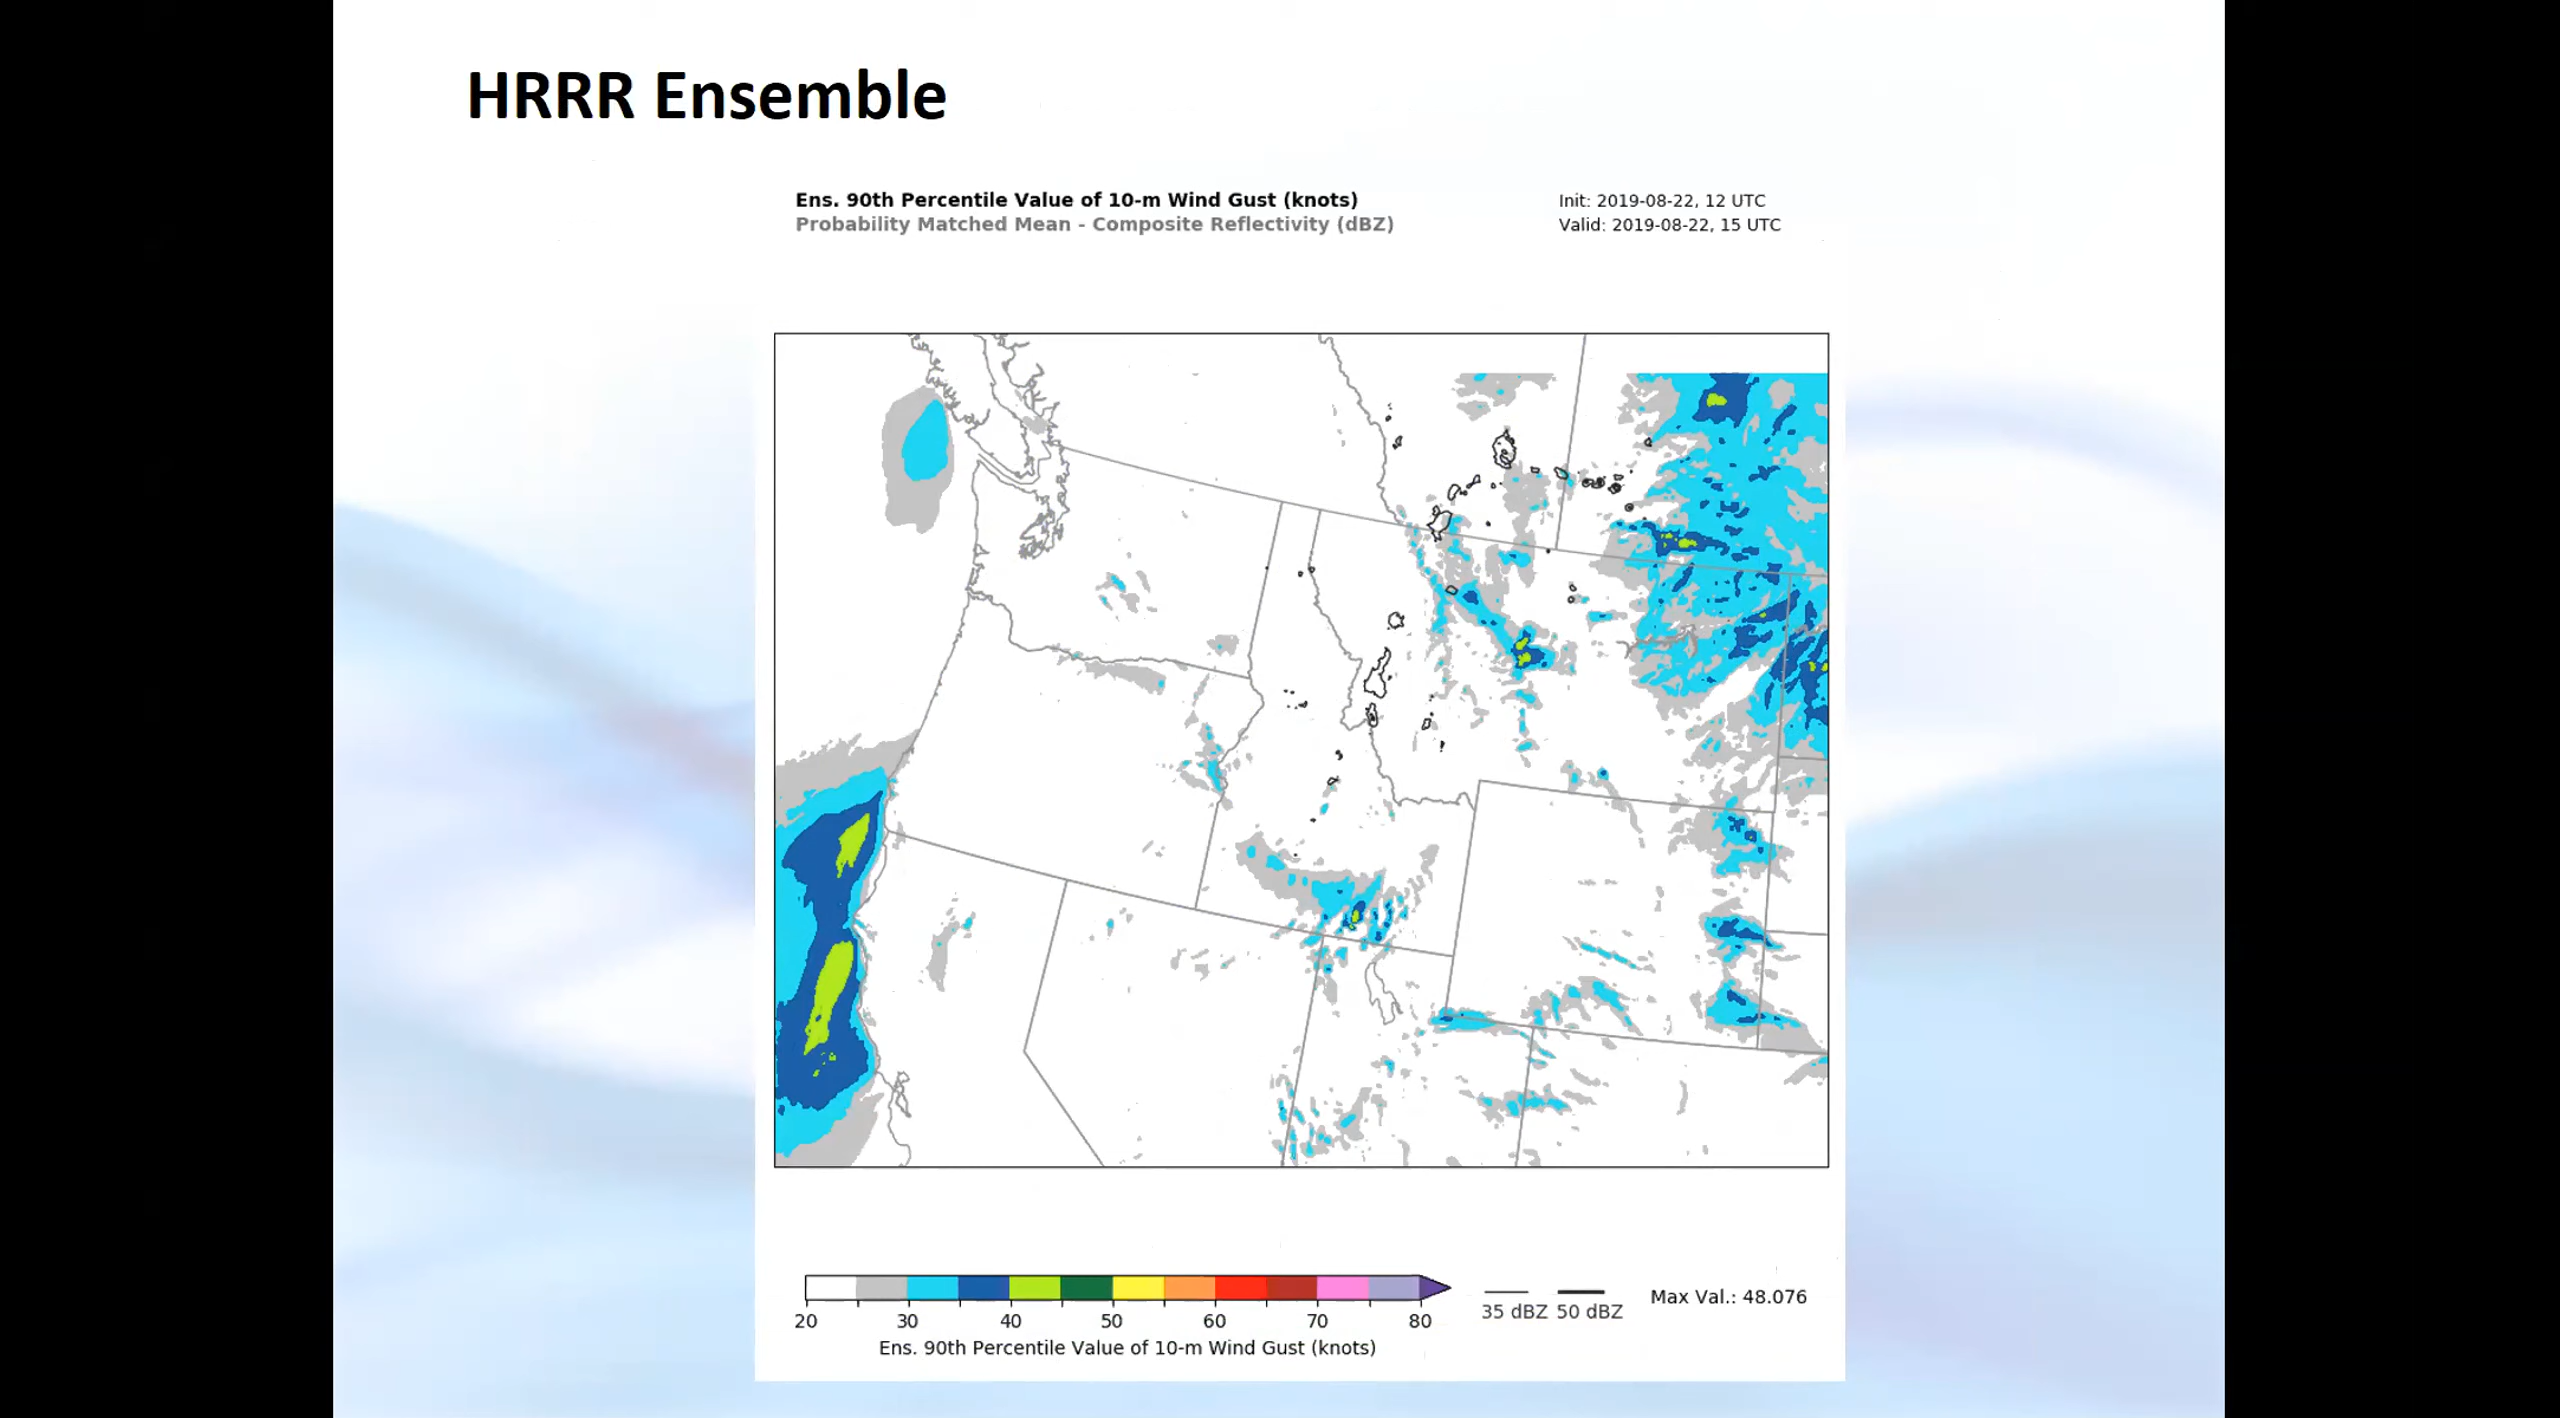 HRRR Ensemble
Ens. 90th Percentile Value of 10-m Wind Gust (knots)
Probability Matched Mean - Composite Reflectivity (dBZ)
Init: 2019-08-22, 12 UTC
Valid: 2019-08-22, 15 UTC
20 30 40 50 60 70 80
Ens. 90th Percentile Value of 10-m Wind Gust (knots)
35 dBZ 50 dBZ
Max Val.: 48.076